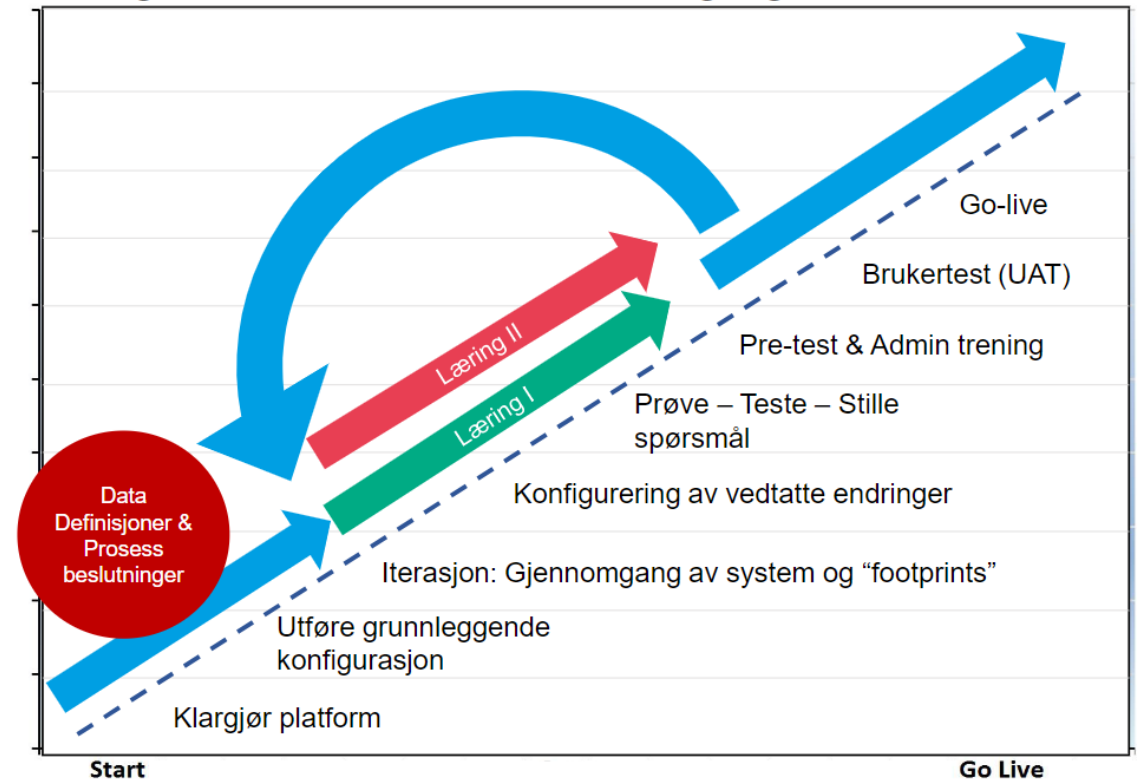 Go-live
Brukertest (UAT)
Pre-test & Admin trening
Læring II
Læring I
Prøve – Teste – Stille
spørsmål
Data
Definisjoner &
Prosess
beslutninger
Konfigurering av vedtatte endringer
Iterasjon: Gjennomgang av system og “footprints”
Utføre grunnleggende
konfigurasjon
Klargjør platform
Start
Go Live